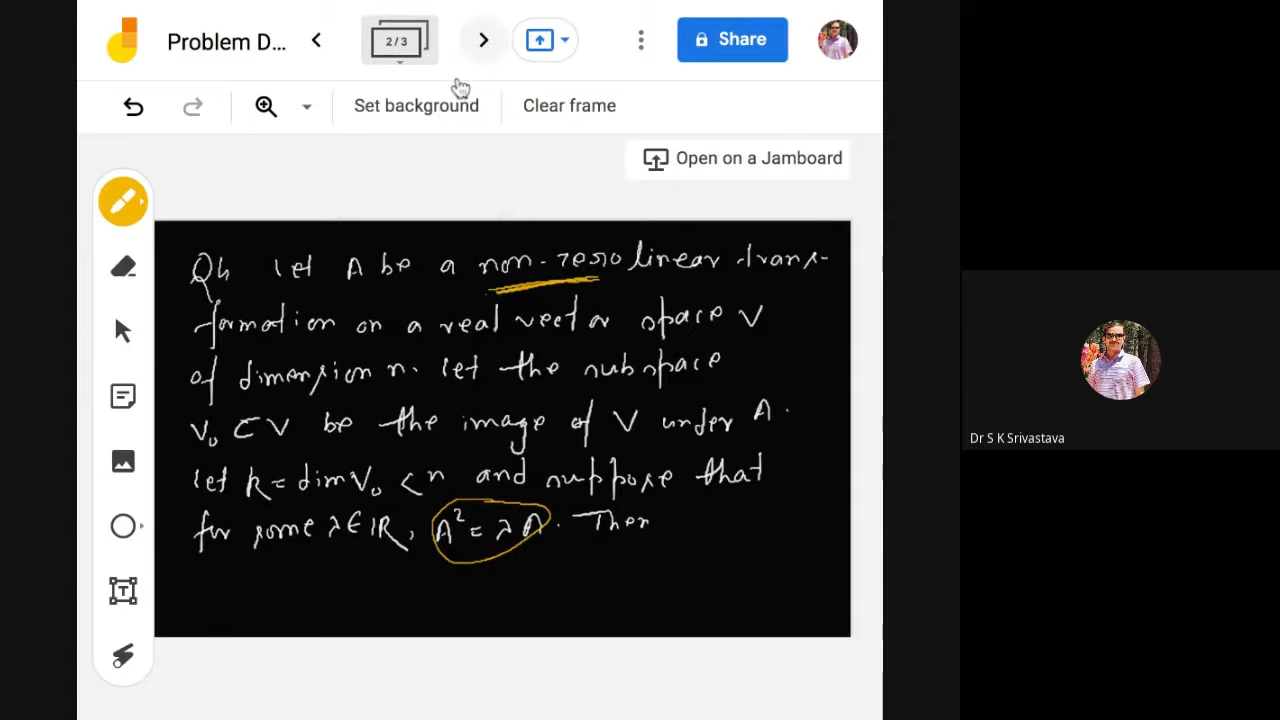 Problem D...
2 / 3
Share
Set background
Clear frame
Open on a Jamboard
Qh let A be a non-zero linear trans-
formation on a real vector space V
of dimension n. let the subspace
V₀ ⊂ V be the image of V under A.
let k = dim V₀ < n and suppose that
for some λ ∈ IR, A² = λ A. Then
Dr S K Srivastava